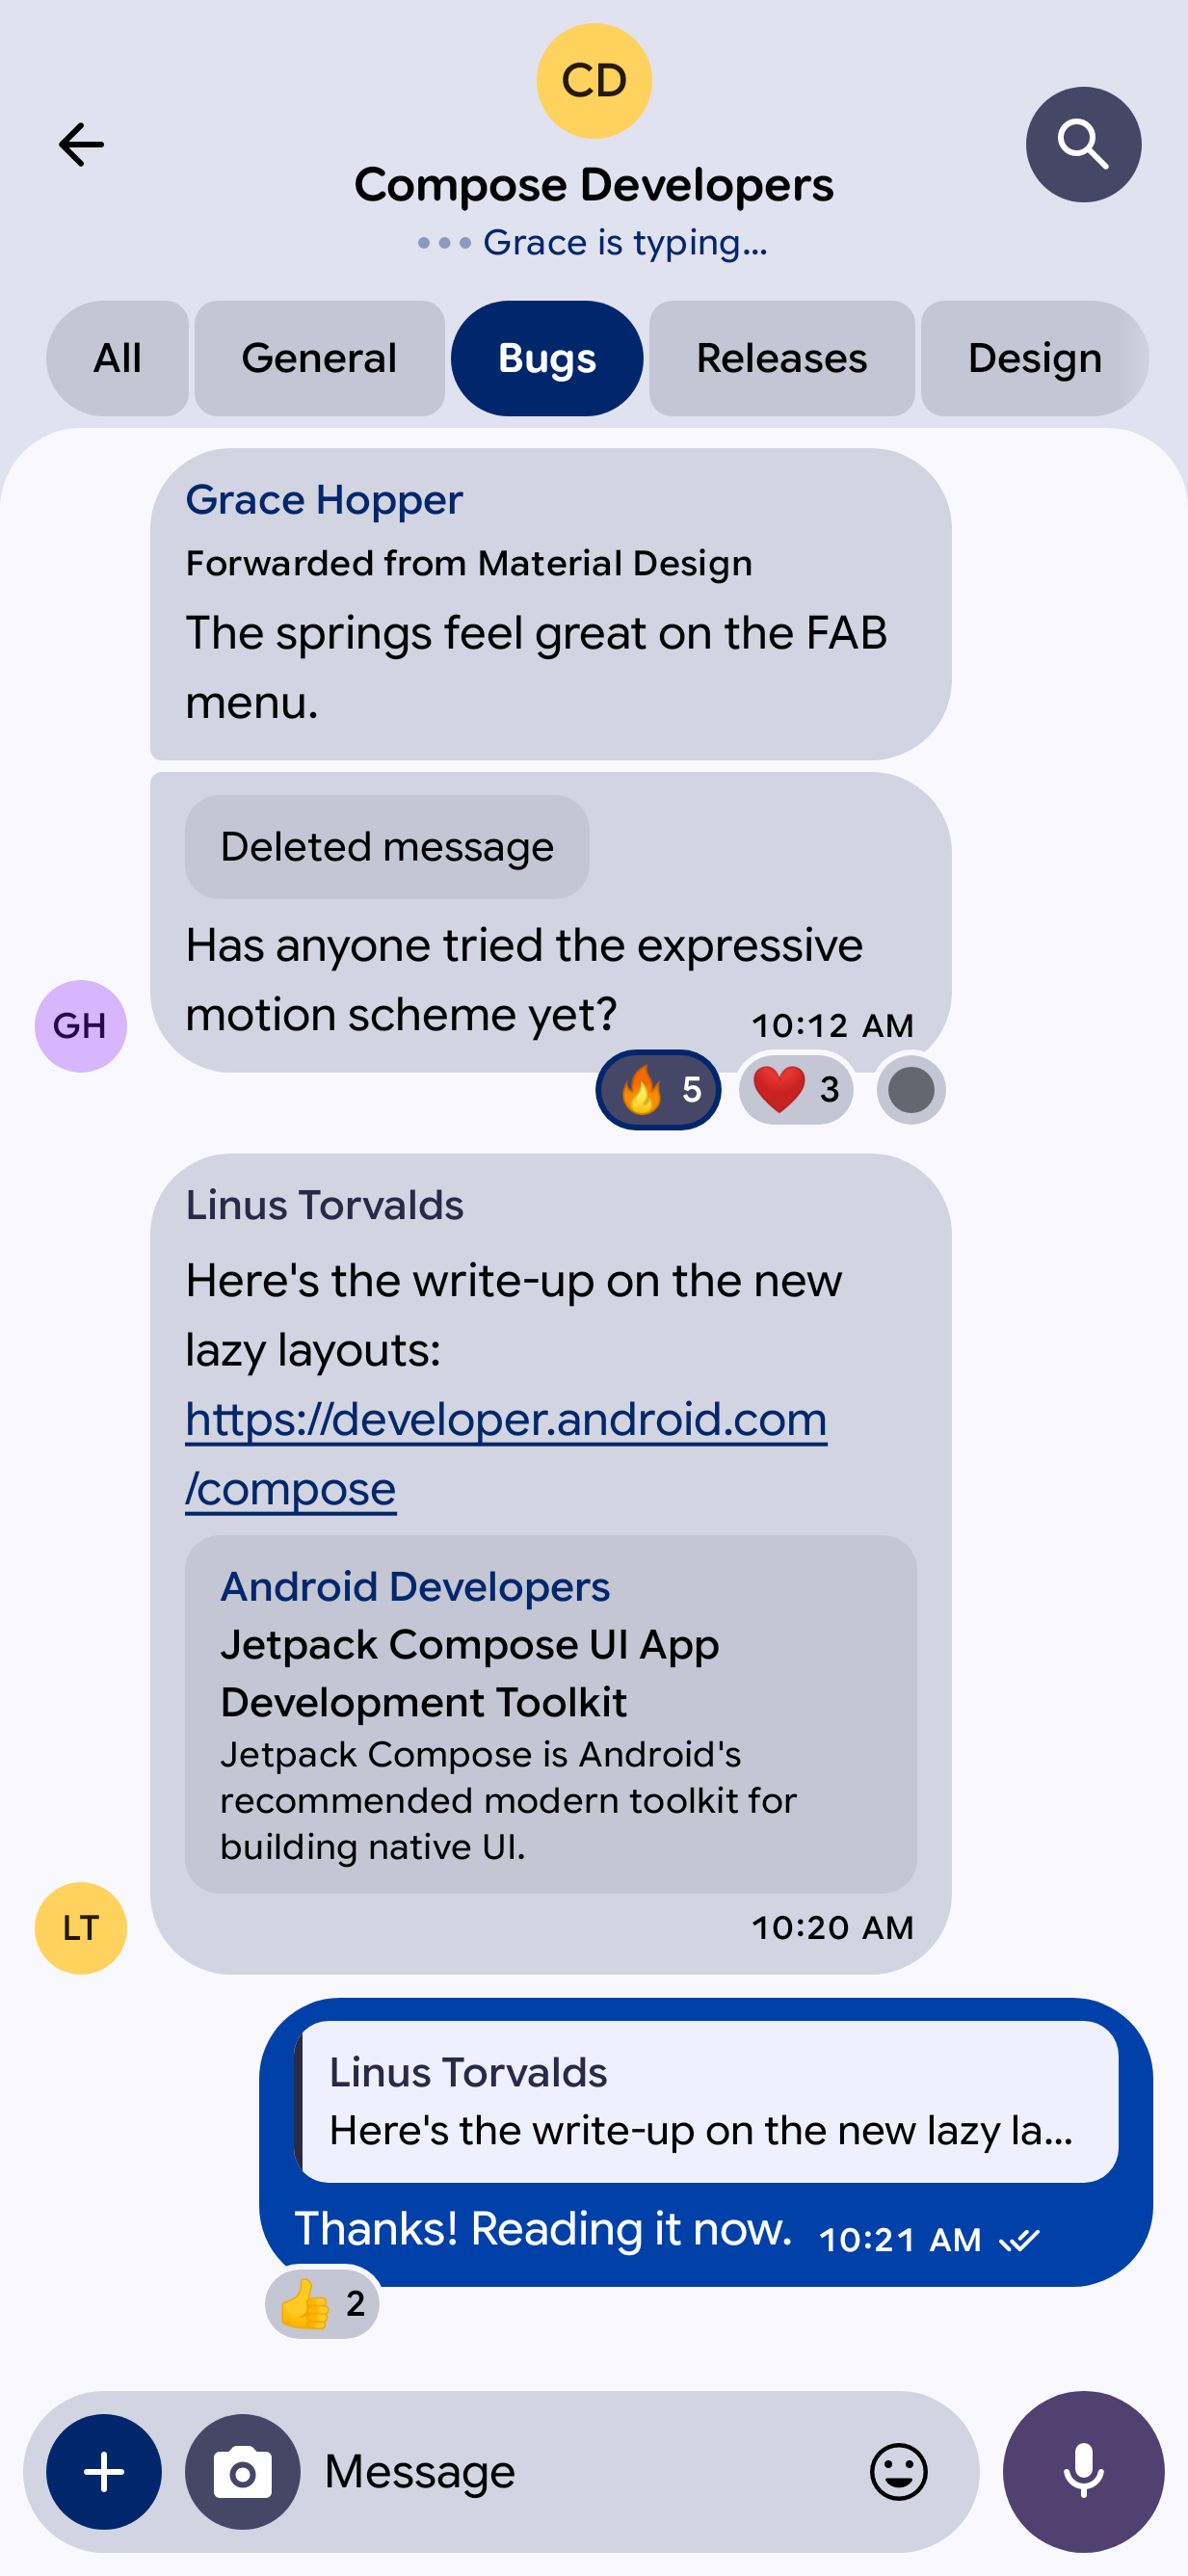 CD
Compose Developers
Grace is typing...
All
General
Bugs
Releases
Design
Grace Hopper
Forwarded from Material Design
The springs feel great on the FAB
menu.
Deleted message
Has anyone tried the expressive
motion scheme yet?
10:12 AM
GH
🔥 5
❤️ 3
Linus Torvalds
Here's the write-up on the new
lazy layouts:
https://developer.android.com
/compose
Android Developers
Jetpack Compose UI App
Development Toolkit
Jetpack Compose is Android's
recommended modern toolkit for
building native UI.
LT
10:20 AM
Linus Torvalds
Here's the write-up on the new lazy la...
Thanks! Reading it now.
10:21 AM
👍 2
Message